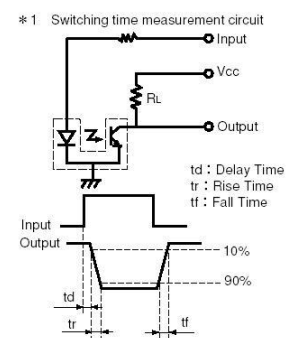 *1 Switching time measurement circuit
Input
Vcc
RL
Output
td : Delay Time
tr : Rise Time
tf : Fall Time
Input
Output
10%
90%
td
tr
tf